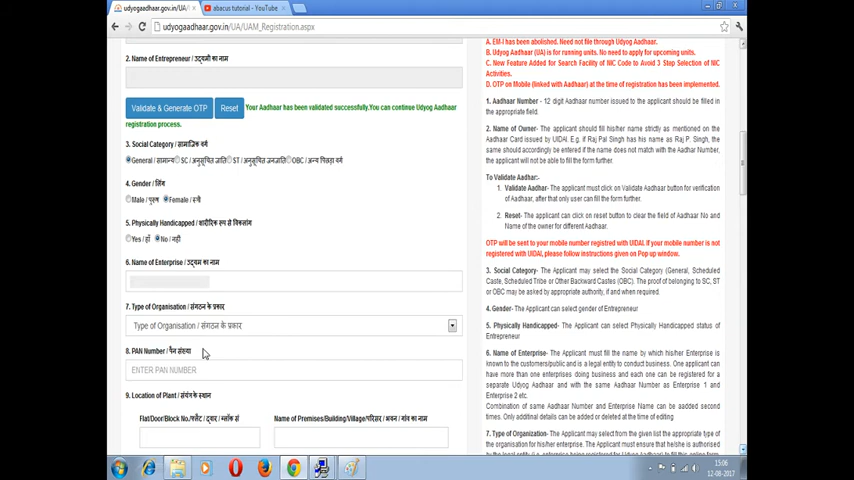 udyogaadhaar.gov.in/UA/
abacus tutorial - YouTube
udyogaadhaar.gov.in/UA/UAM_Registration.aspx
2. Name of Entrepreneur / उद्यमी का नाम
Validate & Generate OTP
Reset
Your Aadhaar has been validated successfully.You can continue Udyog Aadhaar
registration process.
3. Social Category / सामाजिक वर्ग
General / सामान्य SC / अनुसूचित जाति ST / अनुसूचित जनजाति OBC / अन्य पिछड़ा वर्ग
4. Gender / लिंग
Male / पुरुष Female / स्त्री
5. Physically Handicapped / शारीरिक रूप से विकलांग
Yes / हाँ No / नहीं
6. Name of Enterprise / उद्यम का नाम
7. Type of Organisation / संगठन के प्रकार
Type of Organisation / संगठन के प्रकार
8. PAN Number / पैन संख्या
ENTER PAN NUMBER
9. Location of Plant / संयंत्र के स्थान
Flat/Door/Block No./फ्लैट / द्वार / ब्लॉक सं
Name of Premises/Building/Village/परिसर / भवन / गांव का नाम
A. EM-I has been abolished. Need not file through Udyog Aadhaar.
B. Udyog Aadhaar (UA) is for running units. No need to apply for upcoming units.
C. New Feature Added for Search Facility of NIC Code to Avoid 3 Step Selection of NIC
Activities.
D. OTP on Mobile (linked with Aadhaar) at the time of registration has been implemented.
1. Aadhaar Number - 12 digit Aadhaar number issued to the applicant should be filled in
the appropriate field.
2. Name of Owner- The applicant should fill his/her name strictly as mentioned on the
Aadhar Card issued by UIDAI. E.g. if Raj Pal Singh has his name as Raj P. Singh, the
same should accordingly be entered if the name does not match with the Aadhar Number,
the applicant will not be able to fill the form further.
To Validate Aadhar-
1. Validate Aadhar- The applicant must click on Validate Aadhaar button for verification
of Aadhaar, after that only user can fill the form further.
2. Reset- The applicant can click on reset button to clear the field of Aadhaar No and
Name of the owner for different Aadhaar.
OTP will be sent to your mobile number registred with UIDAI. If your mobile number is not
registered with UIDAI, please follow instructions given on Pop up window.
3. Social Category- The Applicant may select the Social Category (General, Scheduled
Caste, Scheduled Tribe or Other Backward Castes (OBC). The proof of belonging to SC, ST
or OBC may be asked by appropriate authority, if and when required.
4. Gender- The Applicant can select gender of Entrepreneur
5. Physically Handicapped - The Applicant can select Physically Handicapped status of
Entrepreneur
6. Name of Enterprise- The Applicant must fill the name by which his/her Enterprise is
known to the customers/public and is a legal entity to conduct business. One applicant can
have more than one enterprises doing business and each one can be registered for a
separate Udyog Aadhaar and with the same Aadhaar Number as Enterprise 1 and
Enterprise 2 etc.
Combination of same Aadhaar Number and Enterprise Name can be aadded second
times. Only additinal details can be added or deleted at the time of editing.
7. Type of Organization- The Applicant may select from the given list the appropriate type of
the organisation for his/her enterprise. The Applicant must ensure that he/she is authorised
15:06
12-08-2017